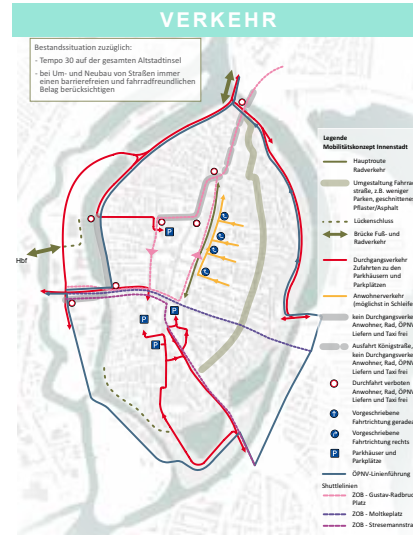 VERKEHR
Bestandssituation zuzüglich:
- Tempo 30 auf der gesamten Altstadtinsel
- bei Um- und Neubau von Straßen immer
einen barrierefreien und fahrradfreundlichen
Belag berücksichtigen
Hbf
P
P
P
P
Legende
Mobilitätskonzept Innenstadt
Hauptroute
Radverkehr
Umgestaltung Fahrrad
straße, z.B. weniger
Parken, geschnittenes
Pflaster/Asphalt
Lückenschluss
Brücke Fuß- und
Radverkehr
Durchgangsverkehr
Zufahrten zu den
Parkhäusern und
Parkplätzen
Anwohnerverkehr
(möglichst in Schleife
kein Durchgangsverke
Anwohner, Rad, ÖPNV
Liefern und Taxi frei
Ausfahrt Königstraße,
kein Durchgangsverke
Anwohner, Rad, ÖPNV
Liefern und Taxi frei
Durchfahrt verboten
Anwohner, Rad, ÖPNV
Liefern und Taxi frei
Vorgeschriebene
Fahrtrichtung gerade
Vorgeschriebene
Fahrtrichtung rechts
P Parkhäuser und
Parkplätze
ÖPNV-Linienführung
Shuttlelinien
ZOB - Gustav-Radbruc
Platz
ZOB - Moltkeplatz
ZOB - Stresemannstra